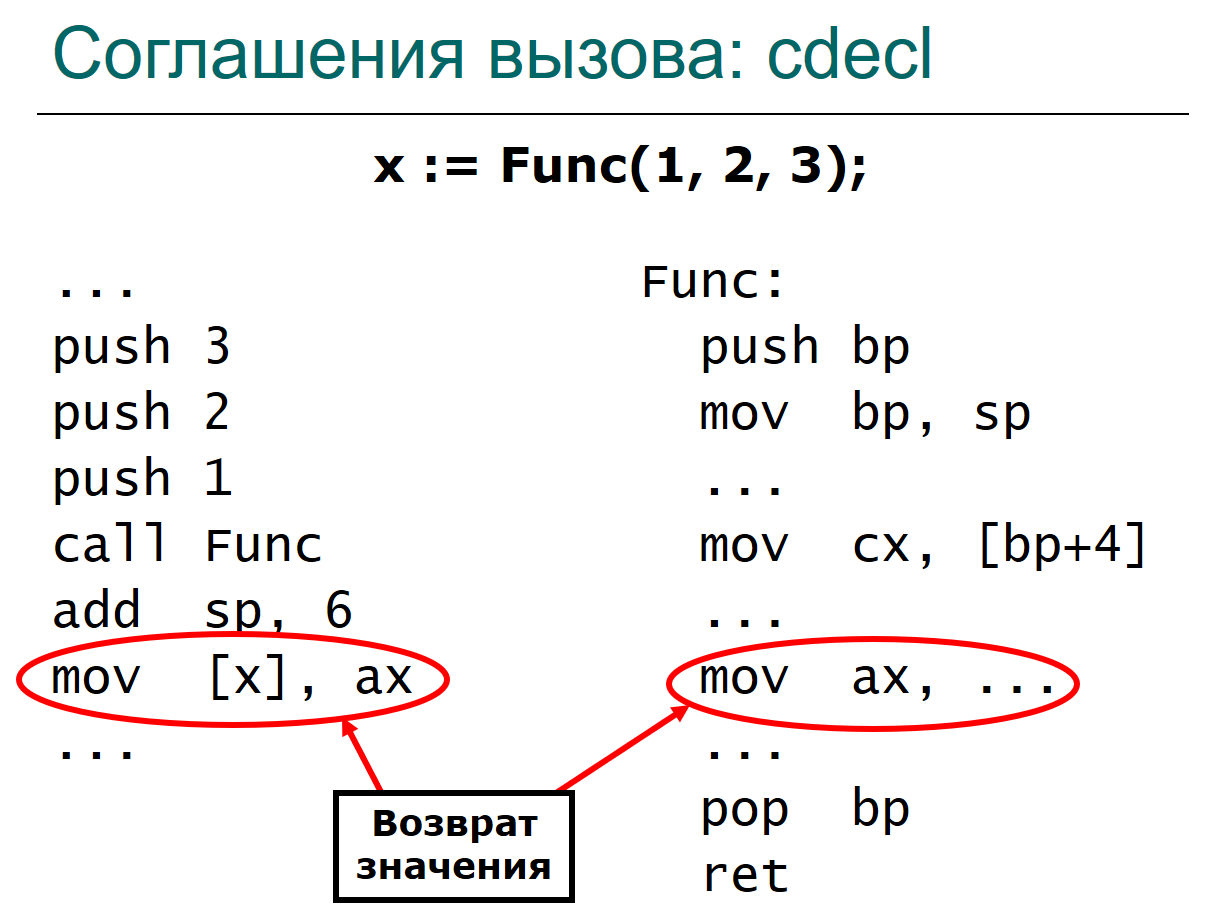 Соглашения вызова: cdecl
x := Func(1, 2, 3);
...
push 3
push 2
push 1
call Func
add sp, 6
mov [x], ax
...
Func:
push bp
mov bp, sp
...
mov cx, [bp+4]
...
mov ax, ...
...
pop bp
ret
Возврат
значения